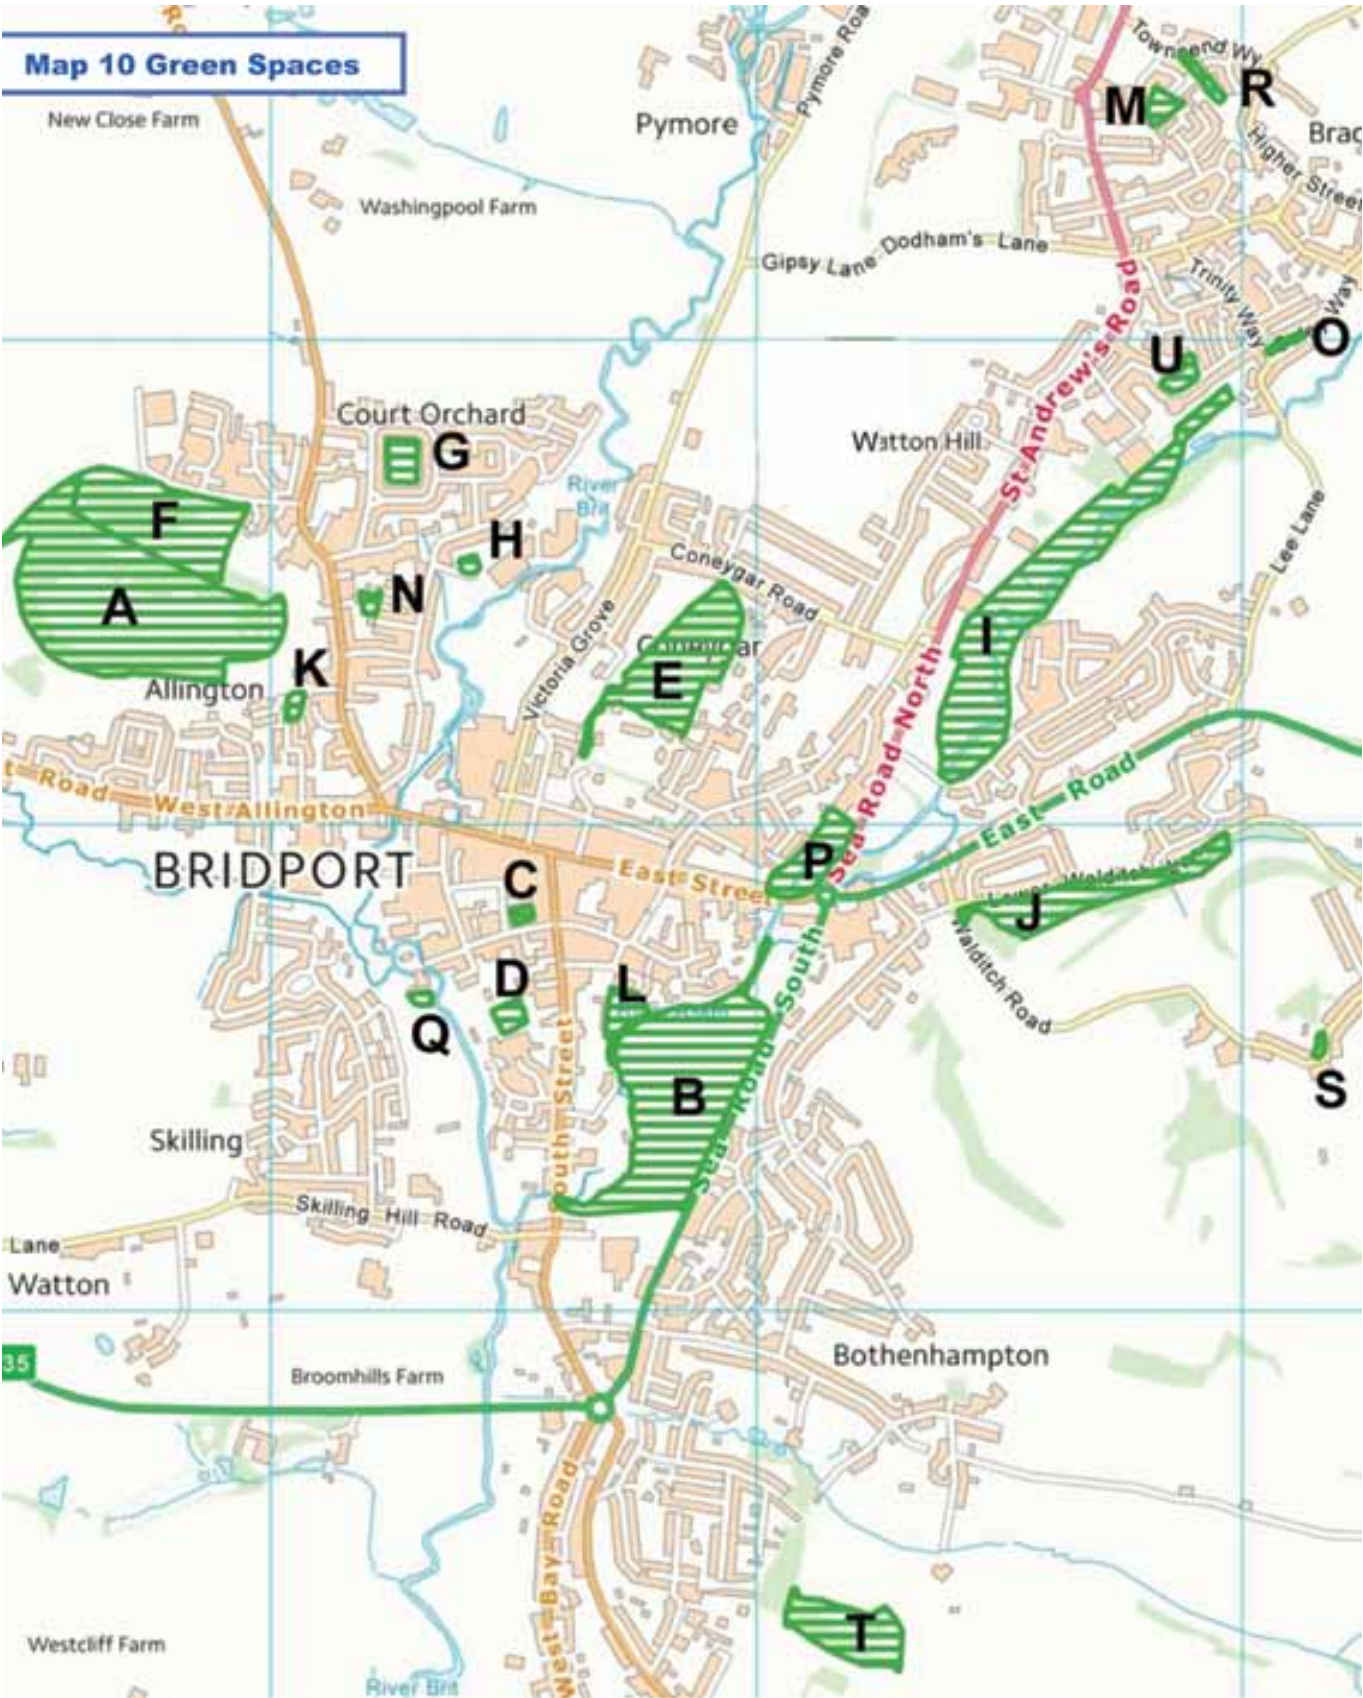 Map 10 Green Spaces
New Close Farm
Pymore
Pymore Roa
Townsend Wy
M
R
Brad
Higher Street
Washingpool Farm
Gipsy Lane
Dodham's Lane
Trinity Way
Way
O
U
St Andrew's Road
Court Orchard
G
Watton Hill
River
Brit
F
H
Coneygar Road
Lee Lane
N
A
Victoria Grove
E
I
K
Allington
Sea Road North
t Road
West Allington
East Road
BRIDPORT
C
East Street
P
J
Walditch Road
D
L
Q
Sea Road South
B
S
South Street
Skilling
Skilling Hill Road
Lane
Watton
35
Broomhills Farm
Bothenhampton
West Bay Road
T
Westcliff Farm
River Brit